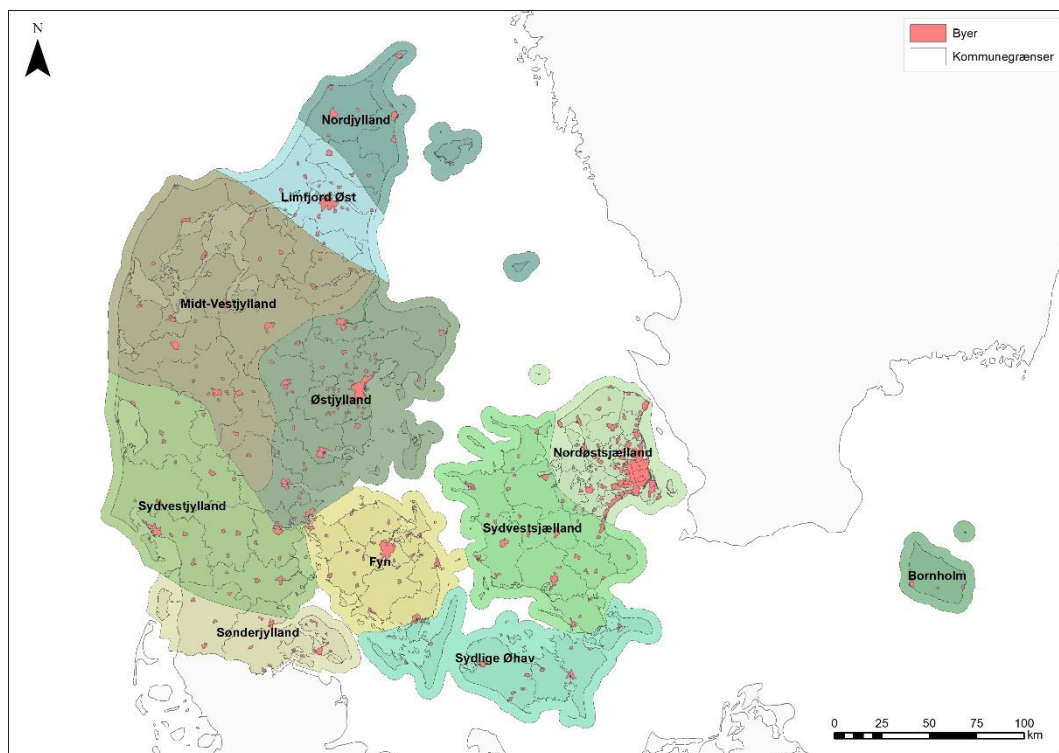 N
Byer
Kommunegrænser
Nordjylland
Limfjord Øst
Midt-Vestjylland
Østjylland
Nordøstsjælland
Sydvestjylland
Sydvestsjælland
Fyn
Bornholm
Sønderjylland
Sydlige Øhav
0 25 50 75 100
km